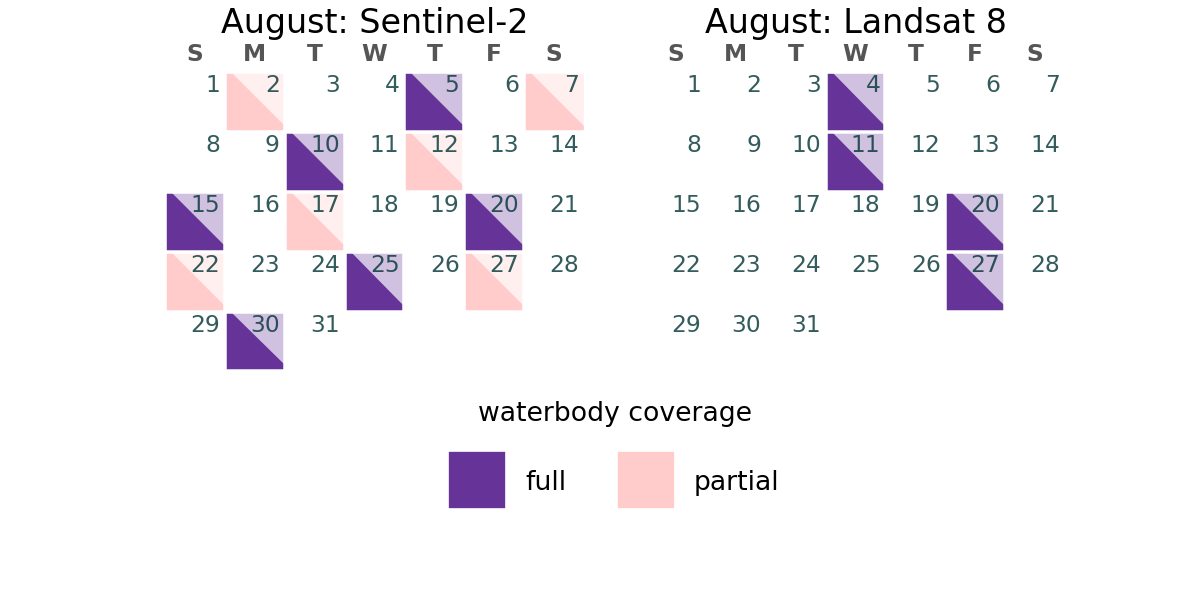 August: Sentinel-2
S M T W T F S
1 2 3 4 5 6 7
8 9 10 11 12 13 14
15 16 17 18 19 20 21
22 23 24 25 26 27 28
29 30 31
August: Landsat 8
S M T W T F S
1 2 3 4 5 6 7
8 9 10 11 12 13 14
15 16 17 18 19 20 21
22 23 24 25 26 27 28
29 30 31
waterbody coverage
full partial